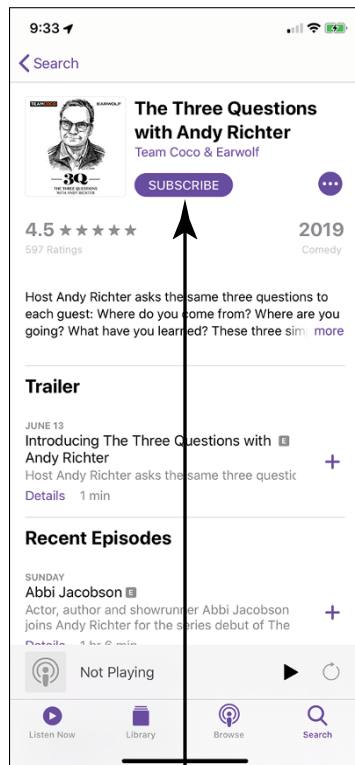 9:33
Search
TEAMCOCO EARWOLF
3Q
THE THREE QUESTIONS
WITH ANDY RICHTER
The Three Questions
with Andy Richter
Team Coco & Earwolf
SUBSCRIBE
4.5 ★★★★★ 2019
597 Ratings Comedy
Host Andy Richter asks the same three questions to
each guest: Where do you come from? Where are you
going? What have you learned? These three sim more
Trailer
JUNE 13
Introducing The Three Questions with E
Andy Richter
Host Andy Richter asks the same three questic
Details 1 min
Recent Episodes
SUNDAY
Abbi Jacobson E
Actor, author and showrunner Abbi Jacobson
joins Andy Richter for the series debut of The
Details 1 hr 6 min
Not Playing
Listen Now Library Browse Search